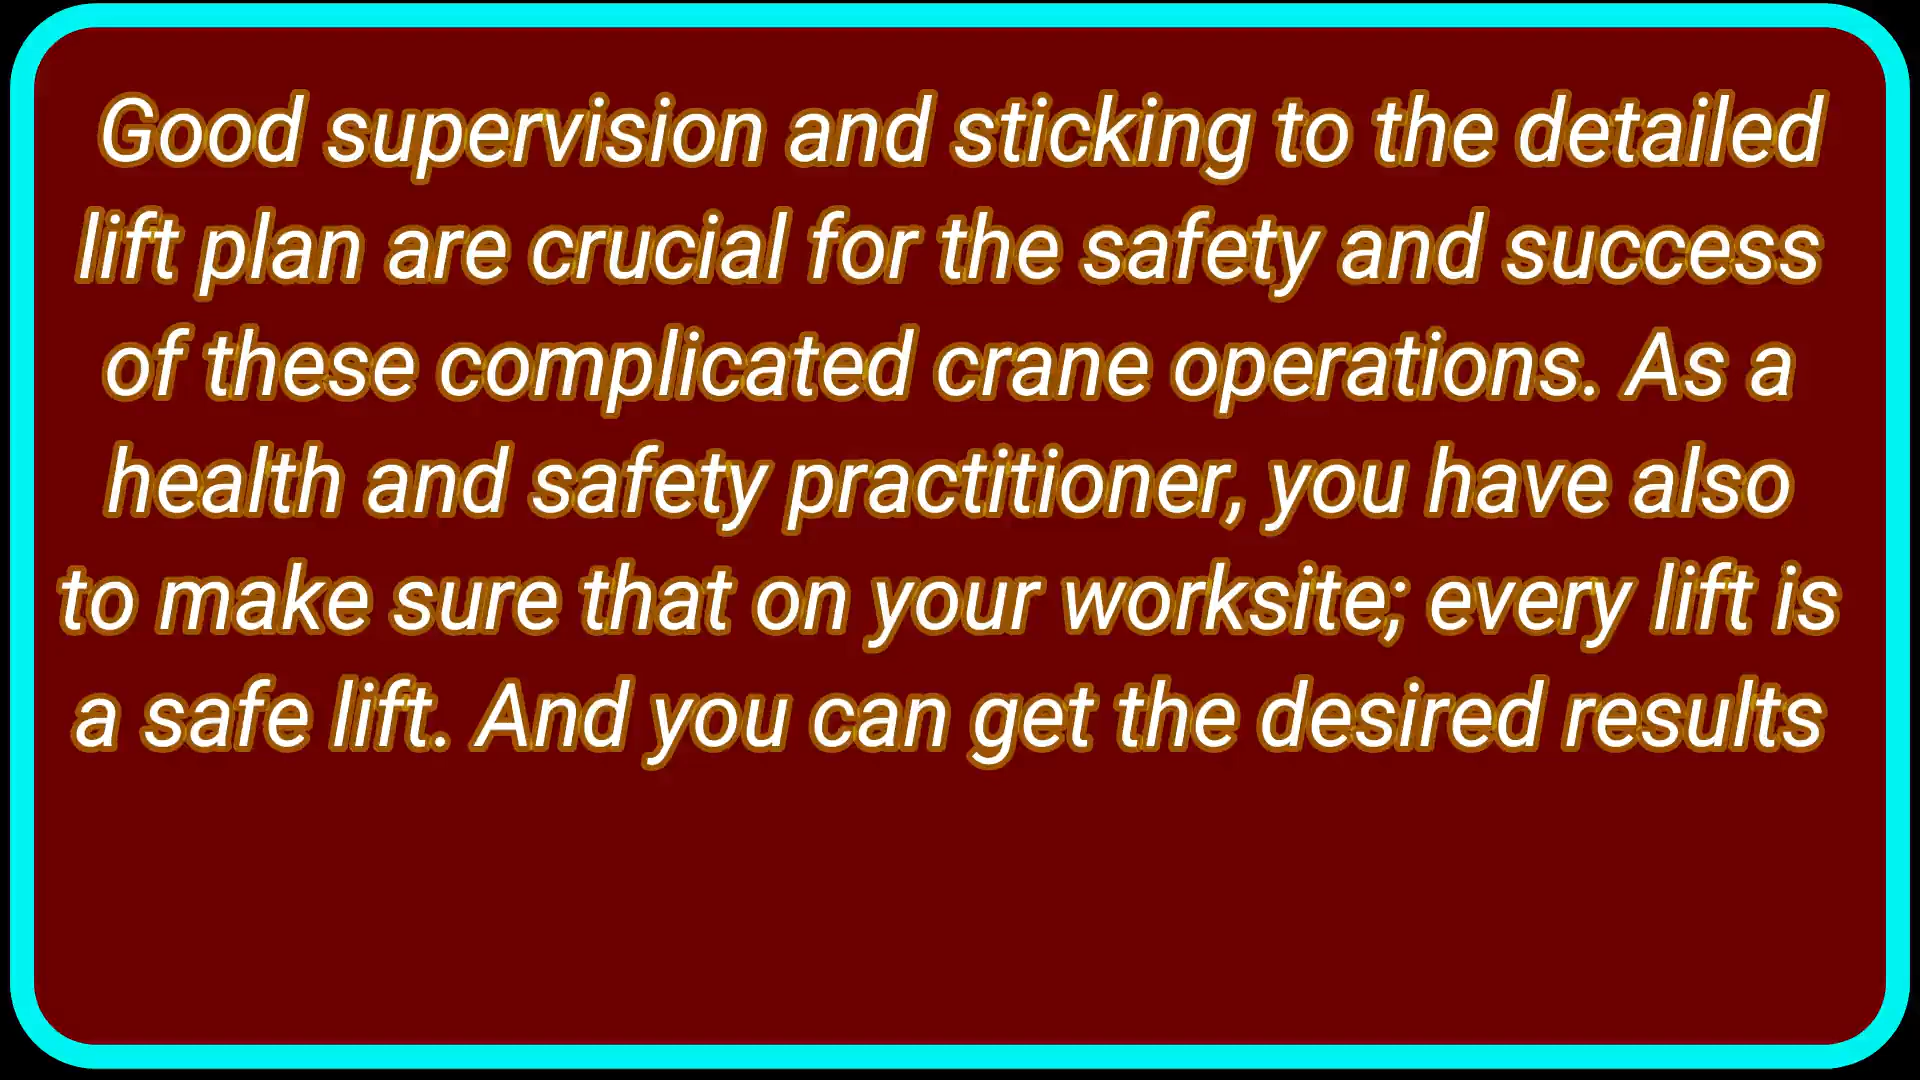 Good supervision and sticking to the detailed
lift plan are crucial for the safety and success
of these complicated crane operations. As a
health and safety practitioner, you have also
to make sure that on your worksite; every lift is
a safe lift. And you can get the desired results